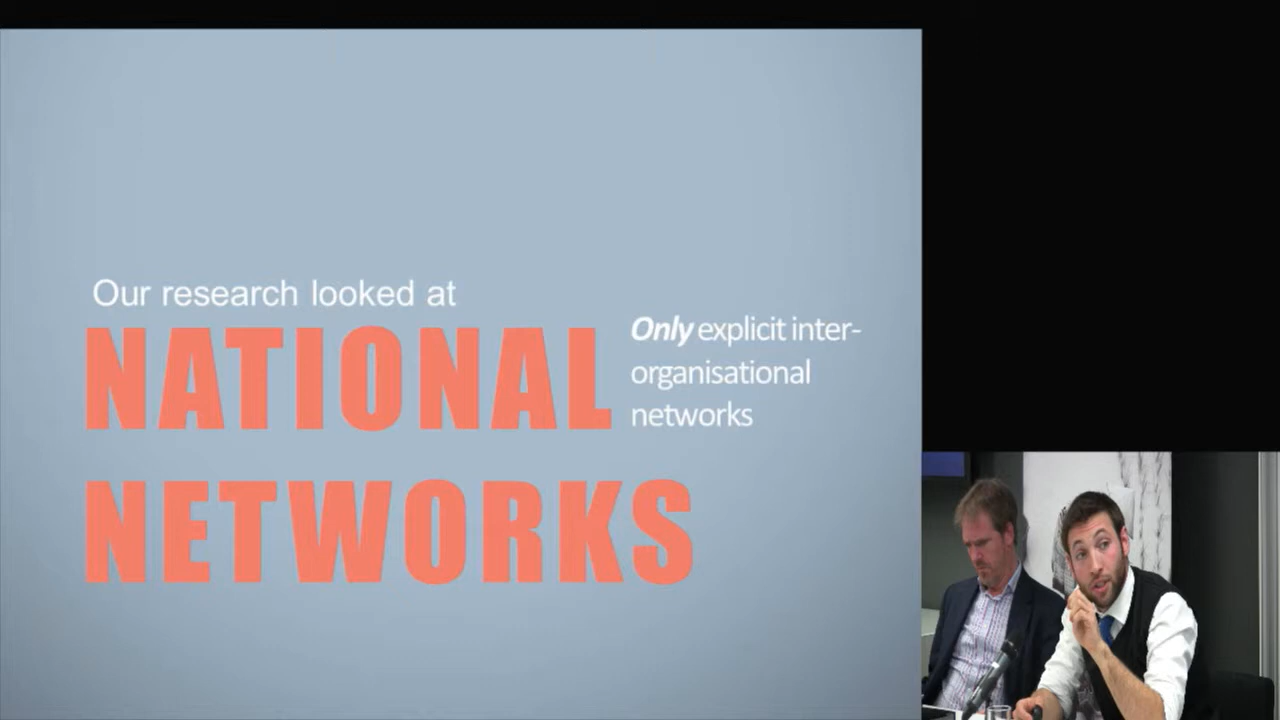 Our research looked at
NATIONAL
NETWORKS
Only explicit inter-
organisational
networks